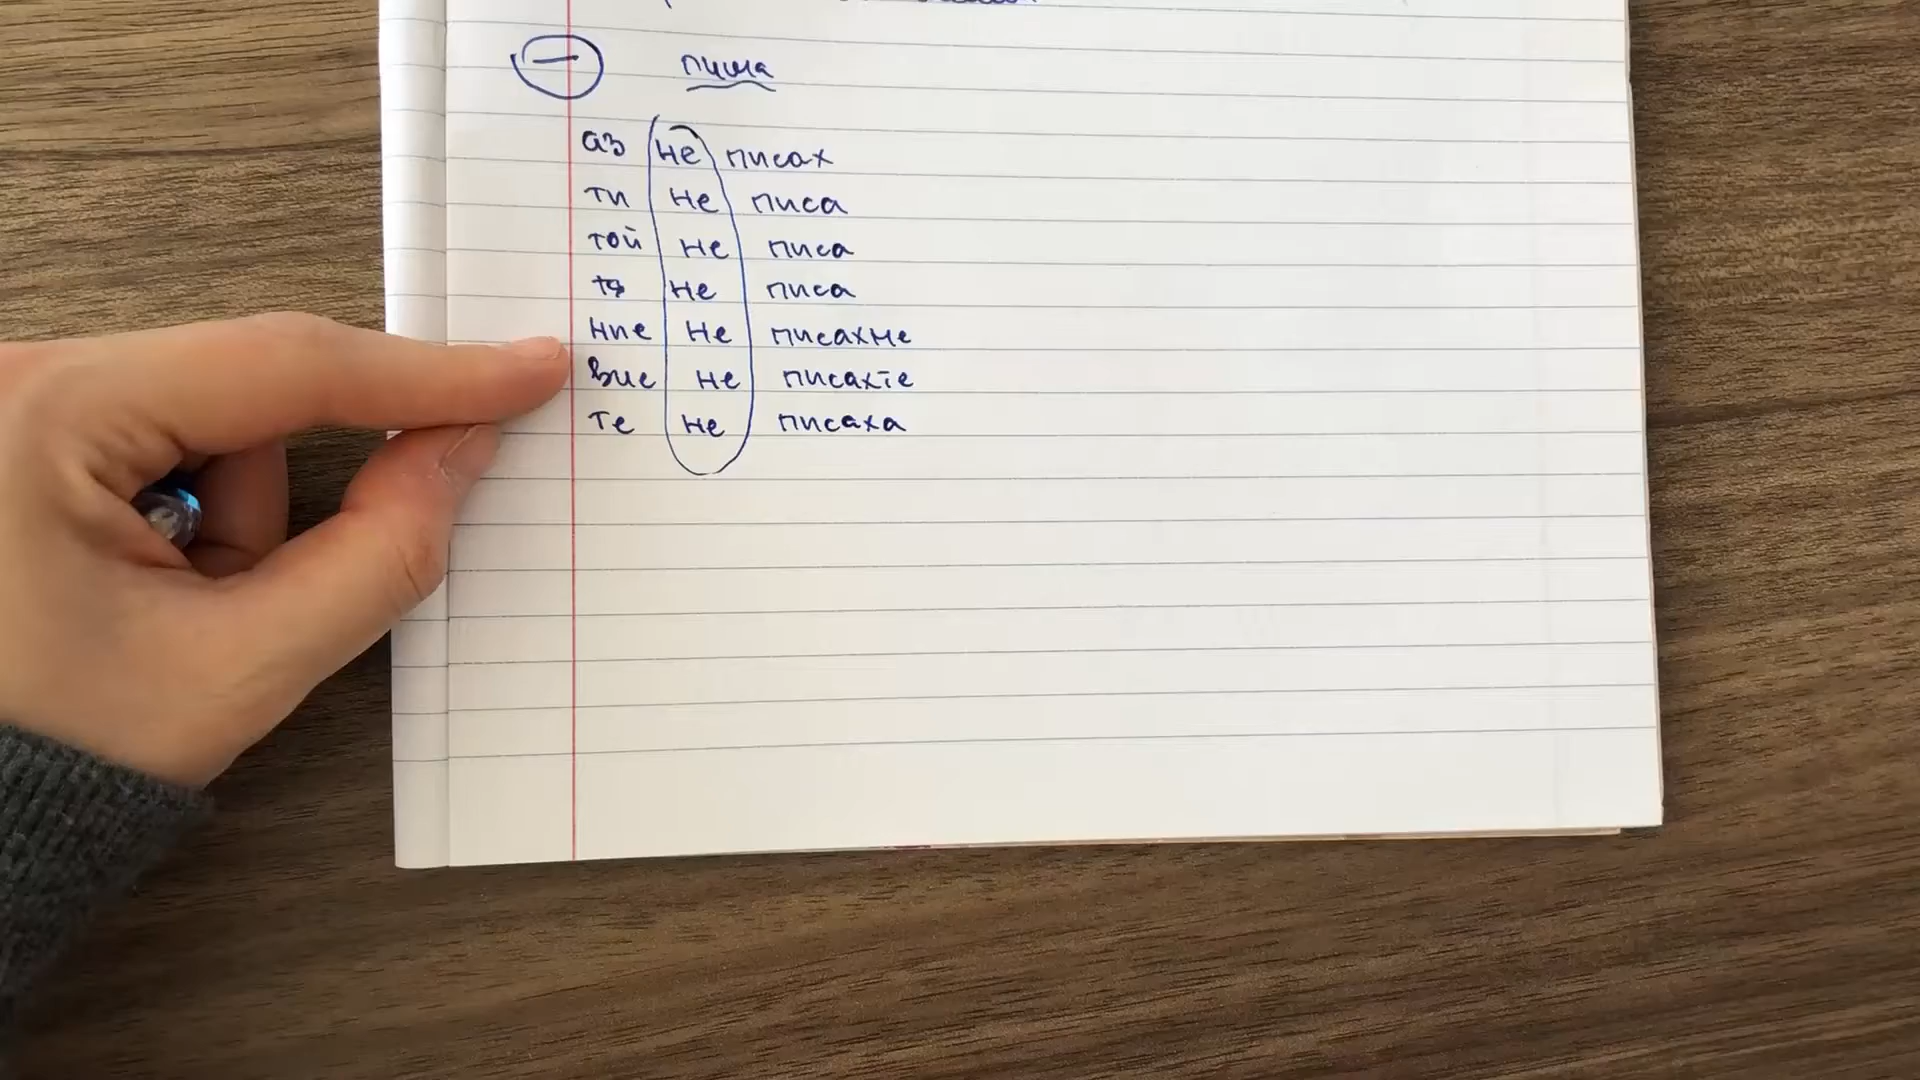 − пиша
аз не писах
ти не писа
той не писа
тя не писа
ние не писахме
вие не писахте
те не писаха